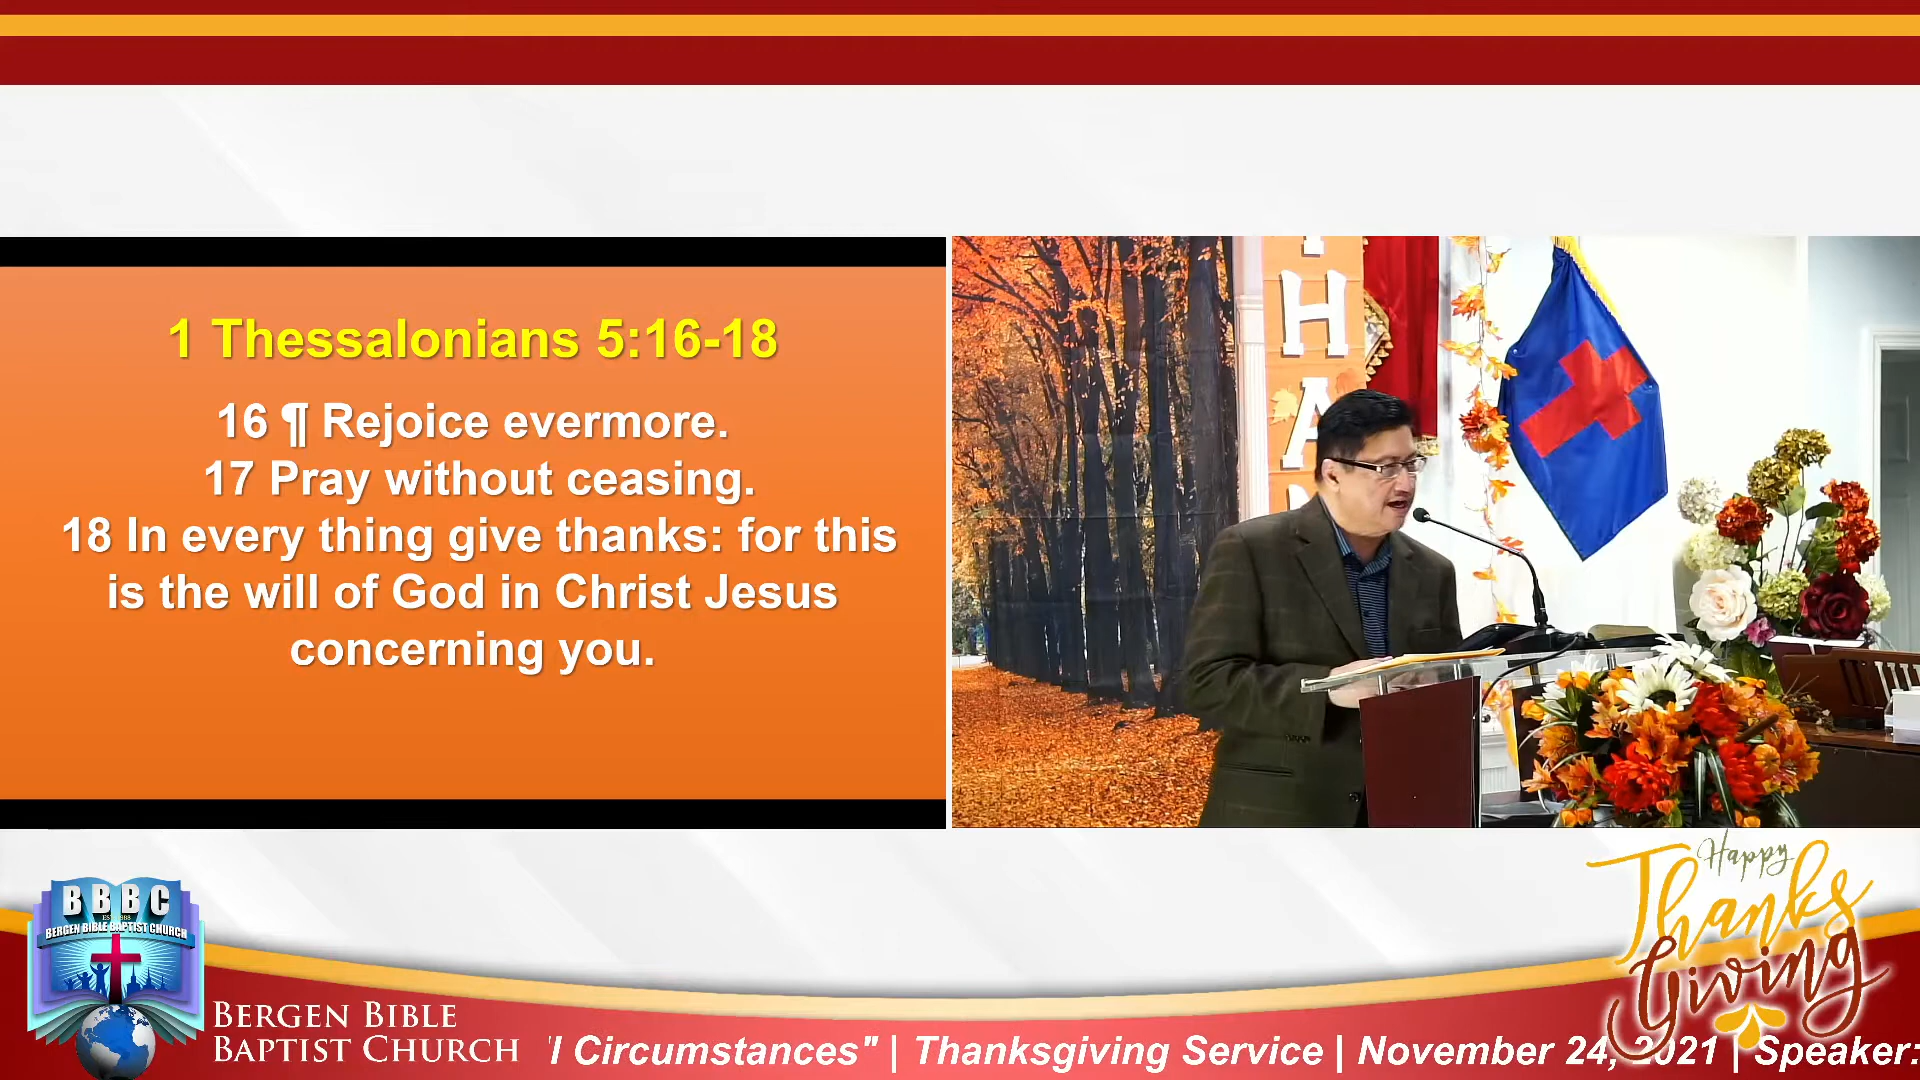 1 Thessalonians 5:16-18
16 ¶ Rejoice evermore.
17 Pray without ceasing.
18 In every thing give thanks: for this
is the will of God in Christ Jesus
concerning you.
H
A
Happy
Thanks
Giving
B B B C
BERGEN BIBLE BAPTIST CHURCH
BERGEN BIBLE
BAPTIST CHURCH
l Circumstances" | Thanksgiving Service | November 24, 2021 | Speaker: